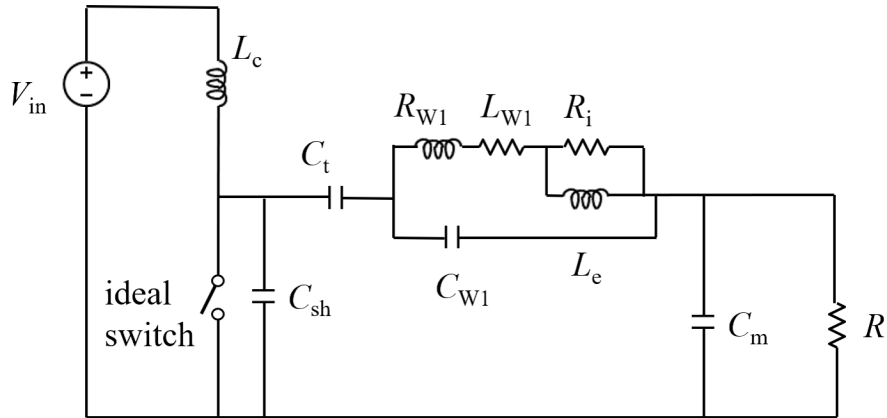 L_c
V_in
+
−
R_W1 L_W1 R_i
C_t
ideal
switch
C_sh
C_W1
L_e
C_m
R